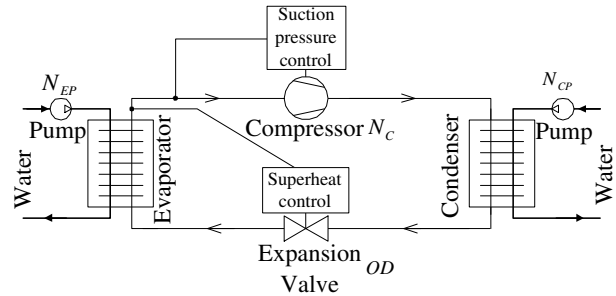 Suction
pressure
control
N_EP
N_CP
Pump
Compressor N_C
Pump
Water
Evaporator
Superheat
control
Condenser
Water
Expansion
Valve
OD